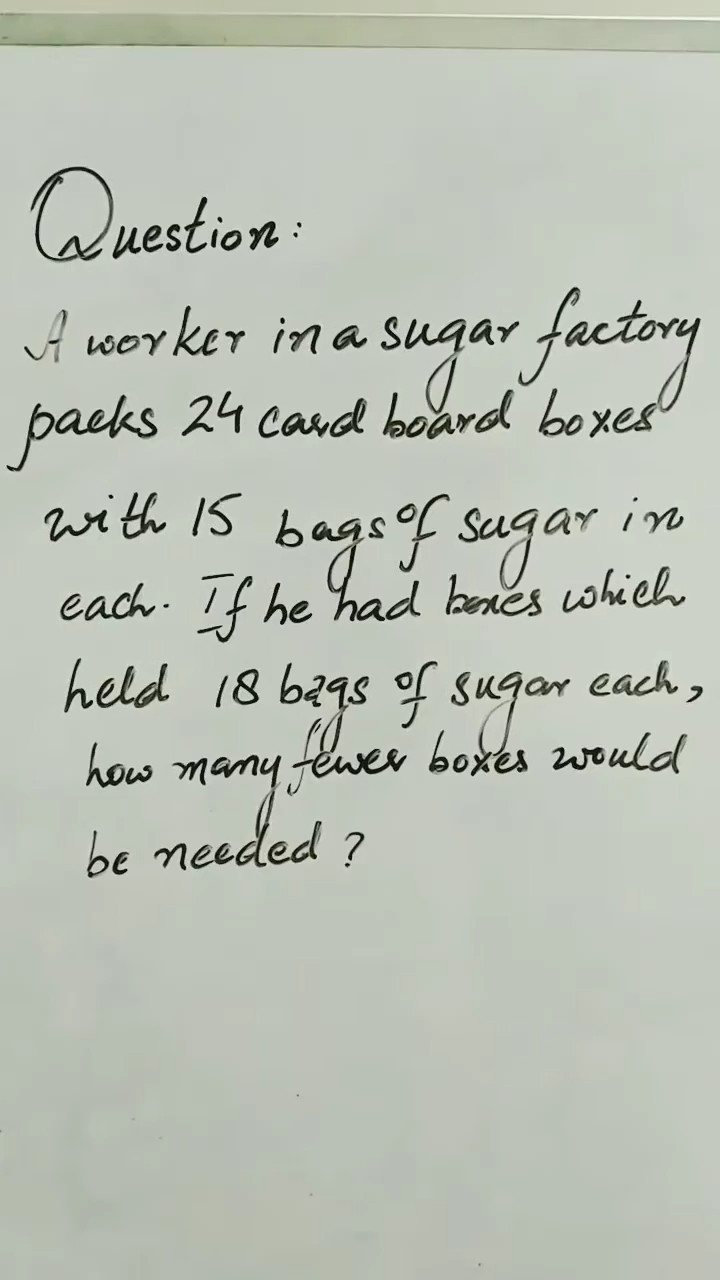 Question:
A worker in a sugar factory
packs 24 card board boxes
with 15 bags of sugar in
each. If he had boxes which
held 18 bags of sugar each,
how many fewer boxes would
be needed?